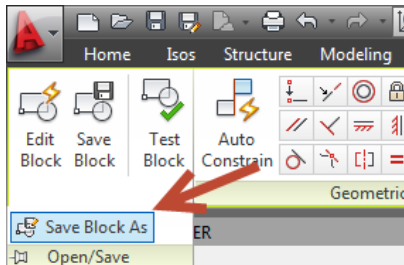 Home Isos Structure Modeling
Edit Block
Save Block
Test Block
Auto Constrain
Geometric
Save Block As
ER
Open/Save